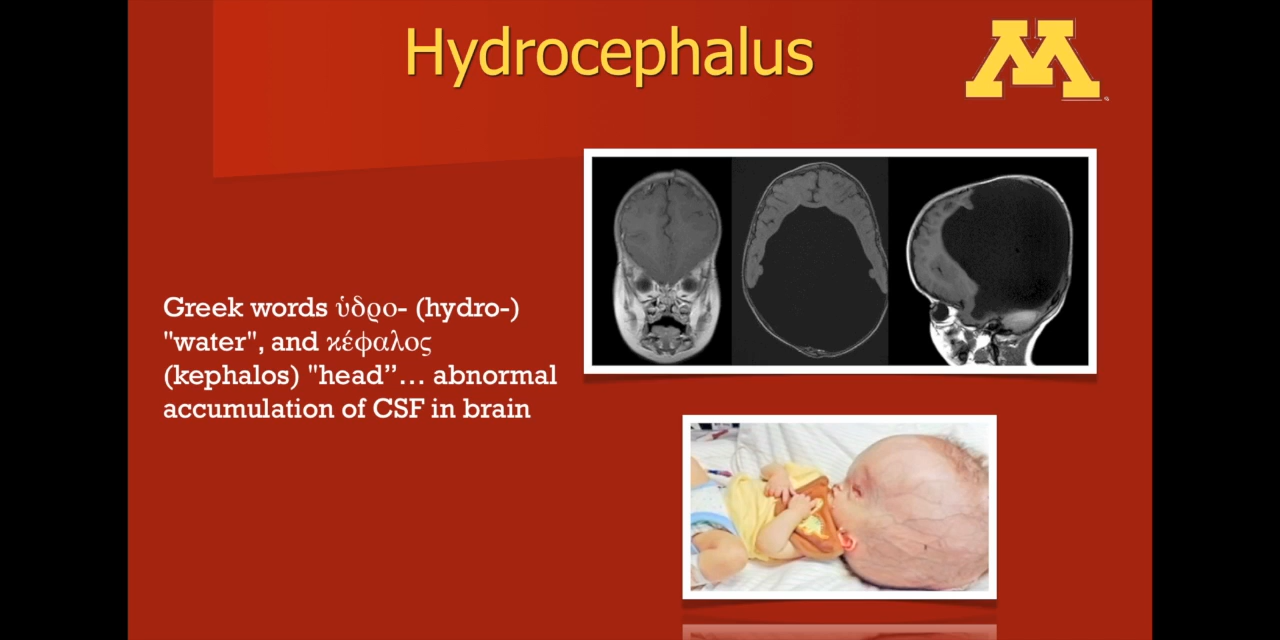 Hydrocephalus
M
Greek words ὑδρο- (hydro-)
"water", and κέφαλος
(kephalos) "head”… abnormal
accumulation of CSF in brain